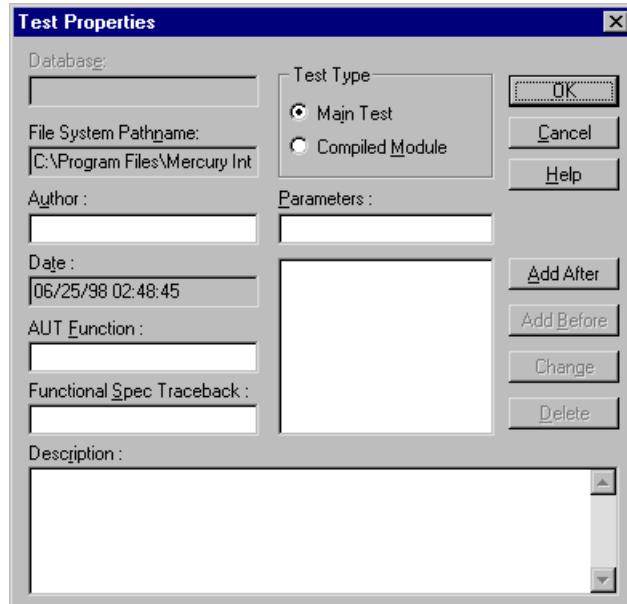 Test Properties
Database:
Test Type
OK
Main Test
File System Pathname:
Cancel
Compiled Module
C:\Program Files\Mercury Int
Help
Author :
Parameters :
Date :
Add After
06/25/98 02:48:45
Add Before
AUT Function :
Change
Functional Spec Traceback :
Delete
Description :